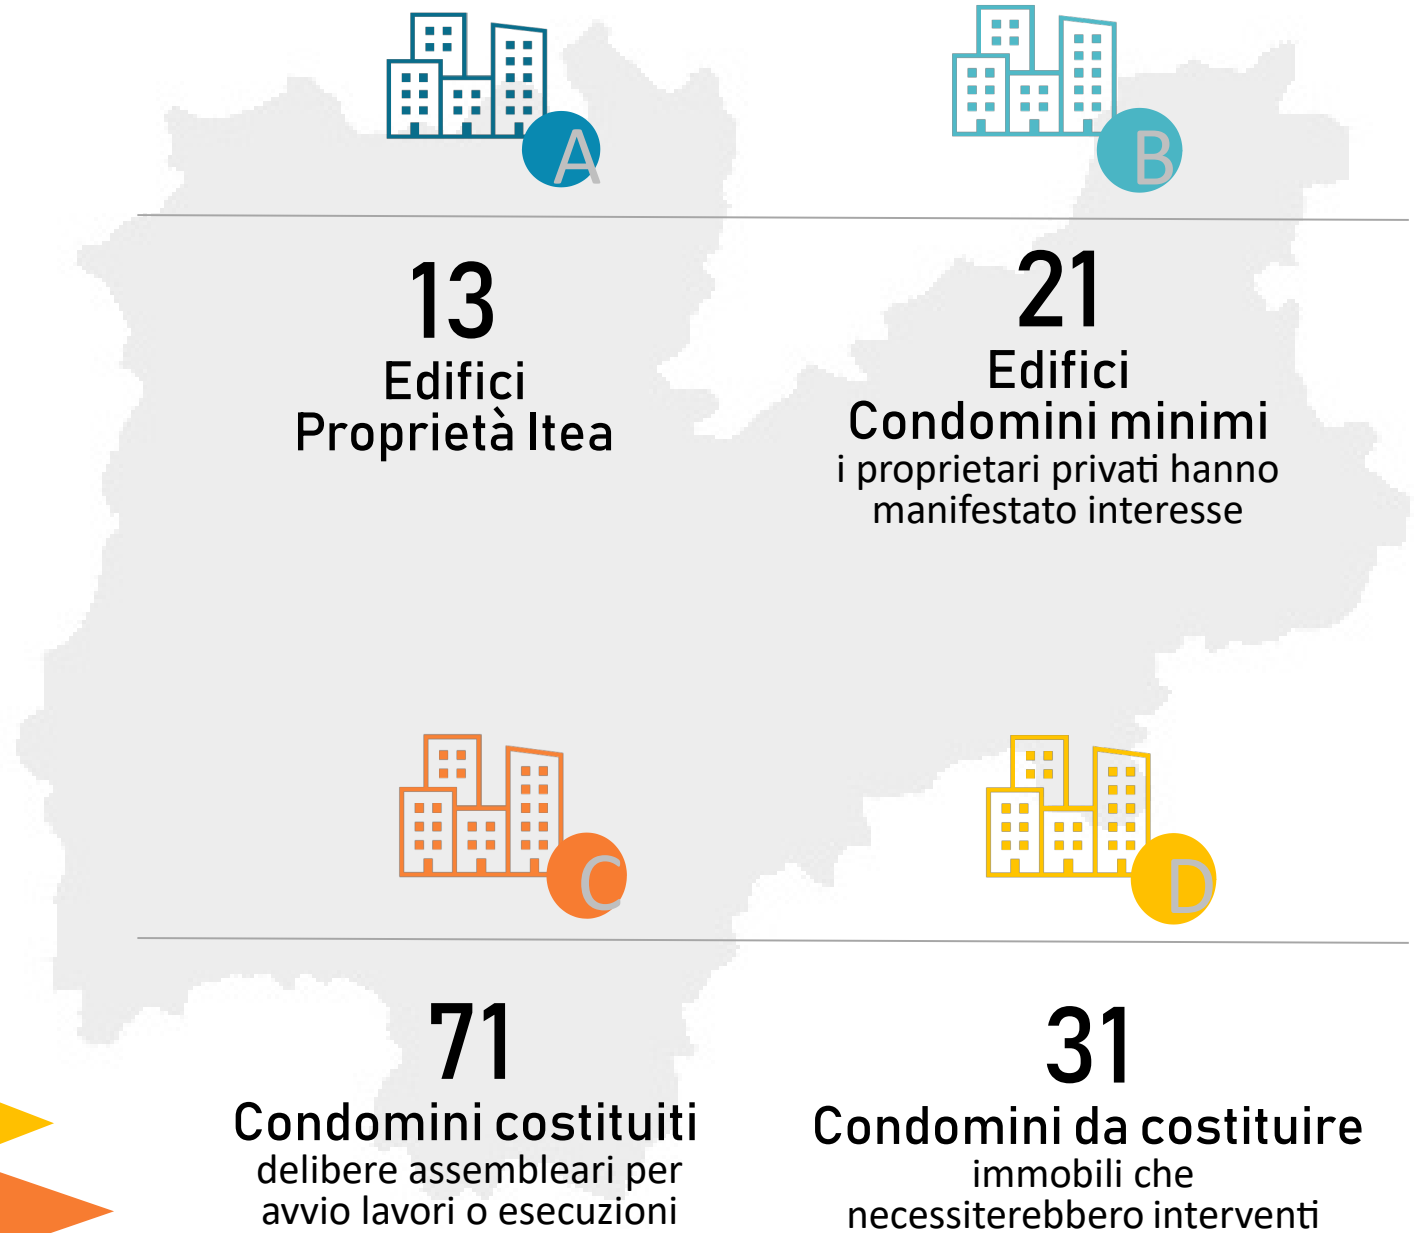 A
B
13
Edifici
Proprietà Itea
21
Edifici
Condomini minimi
i proprietari privati hanno
manifestato interesse
C
D
71
Condomini costituiti
delibere assembleari per
avvio lavori o esecuzioni
31
Condomini da costituire
immobili che
necessiterebbero interventi